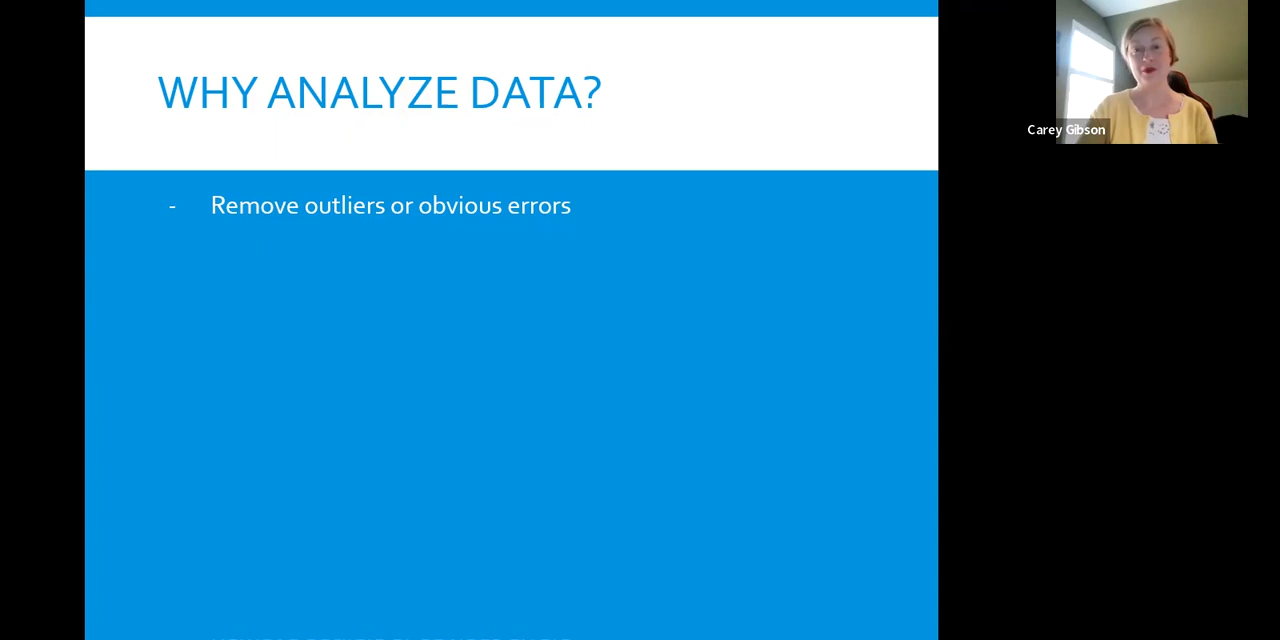 WHY ANALYZE DATA?
- Remove outliers or obvious errors
Carey Gibson